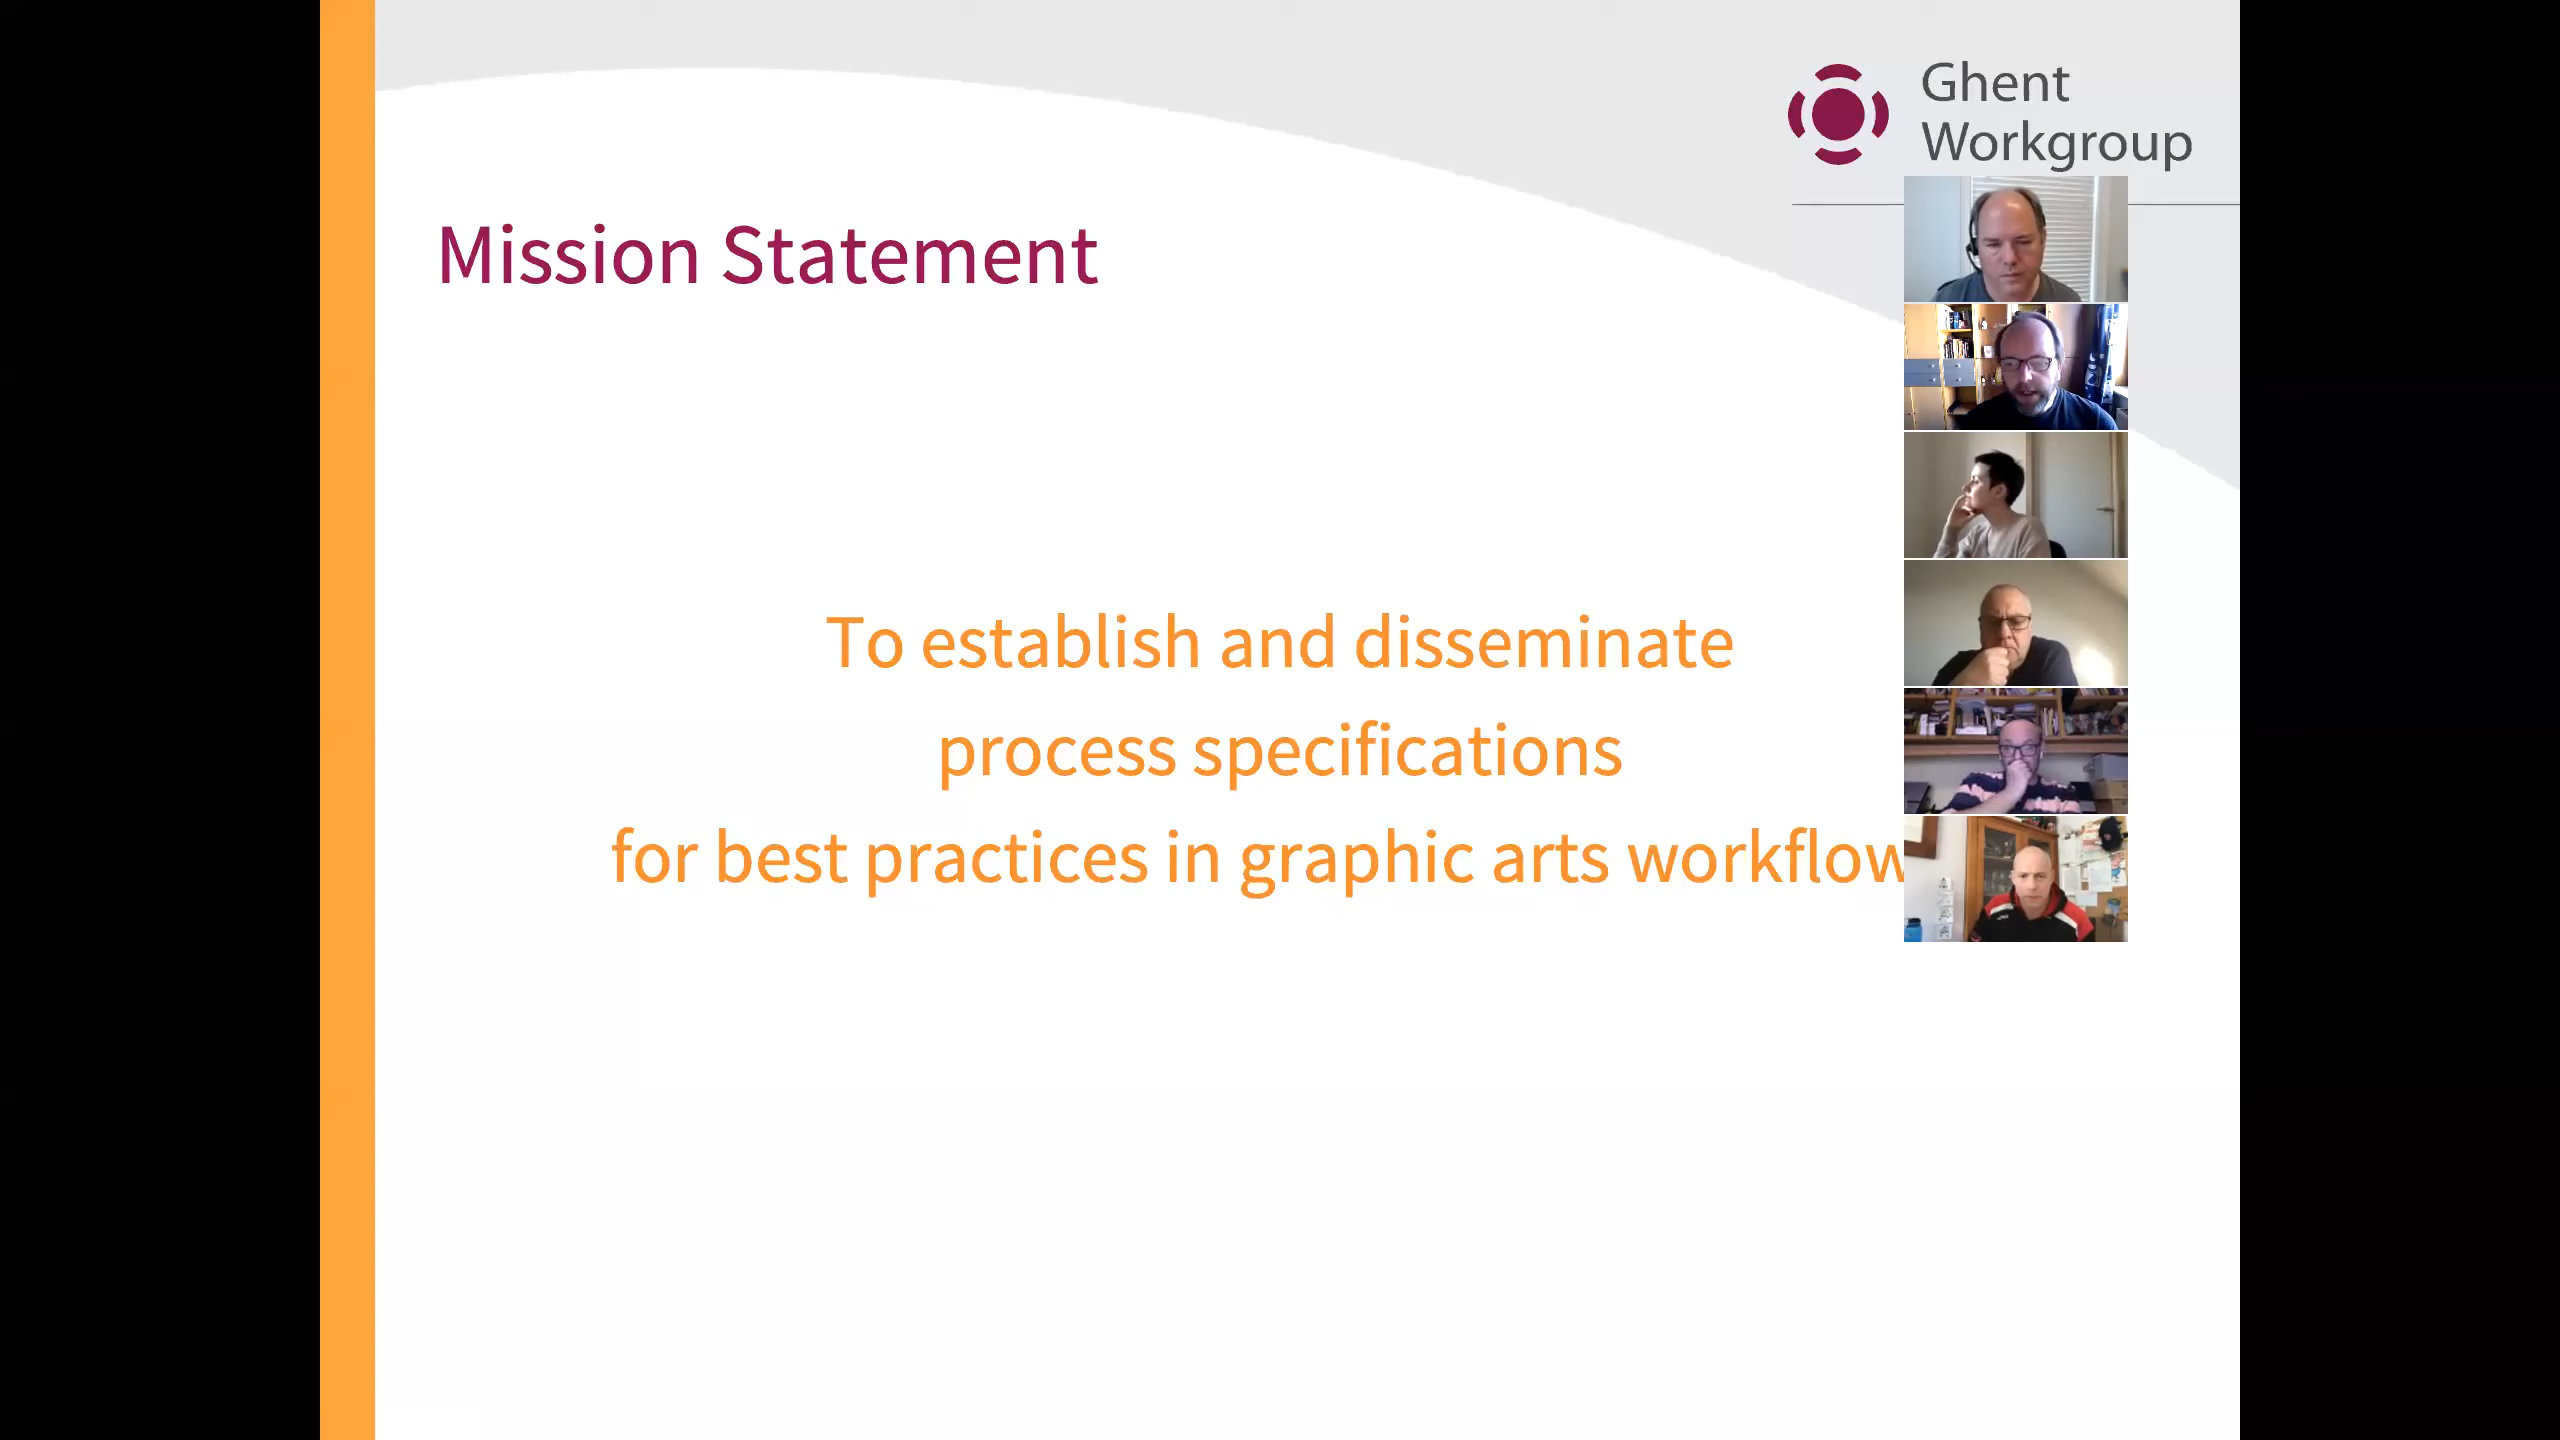 Ghent
Workgroup
Mission Statement
To establish and disseminate
process specifications
for best practices in graphic arts workflow